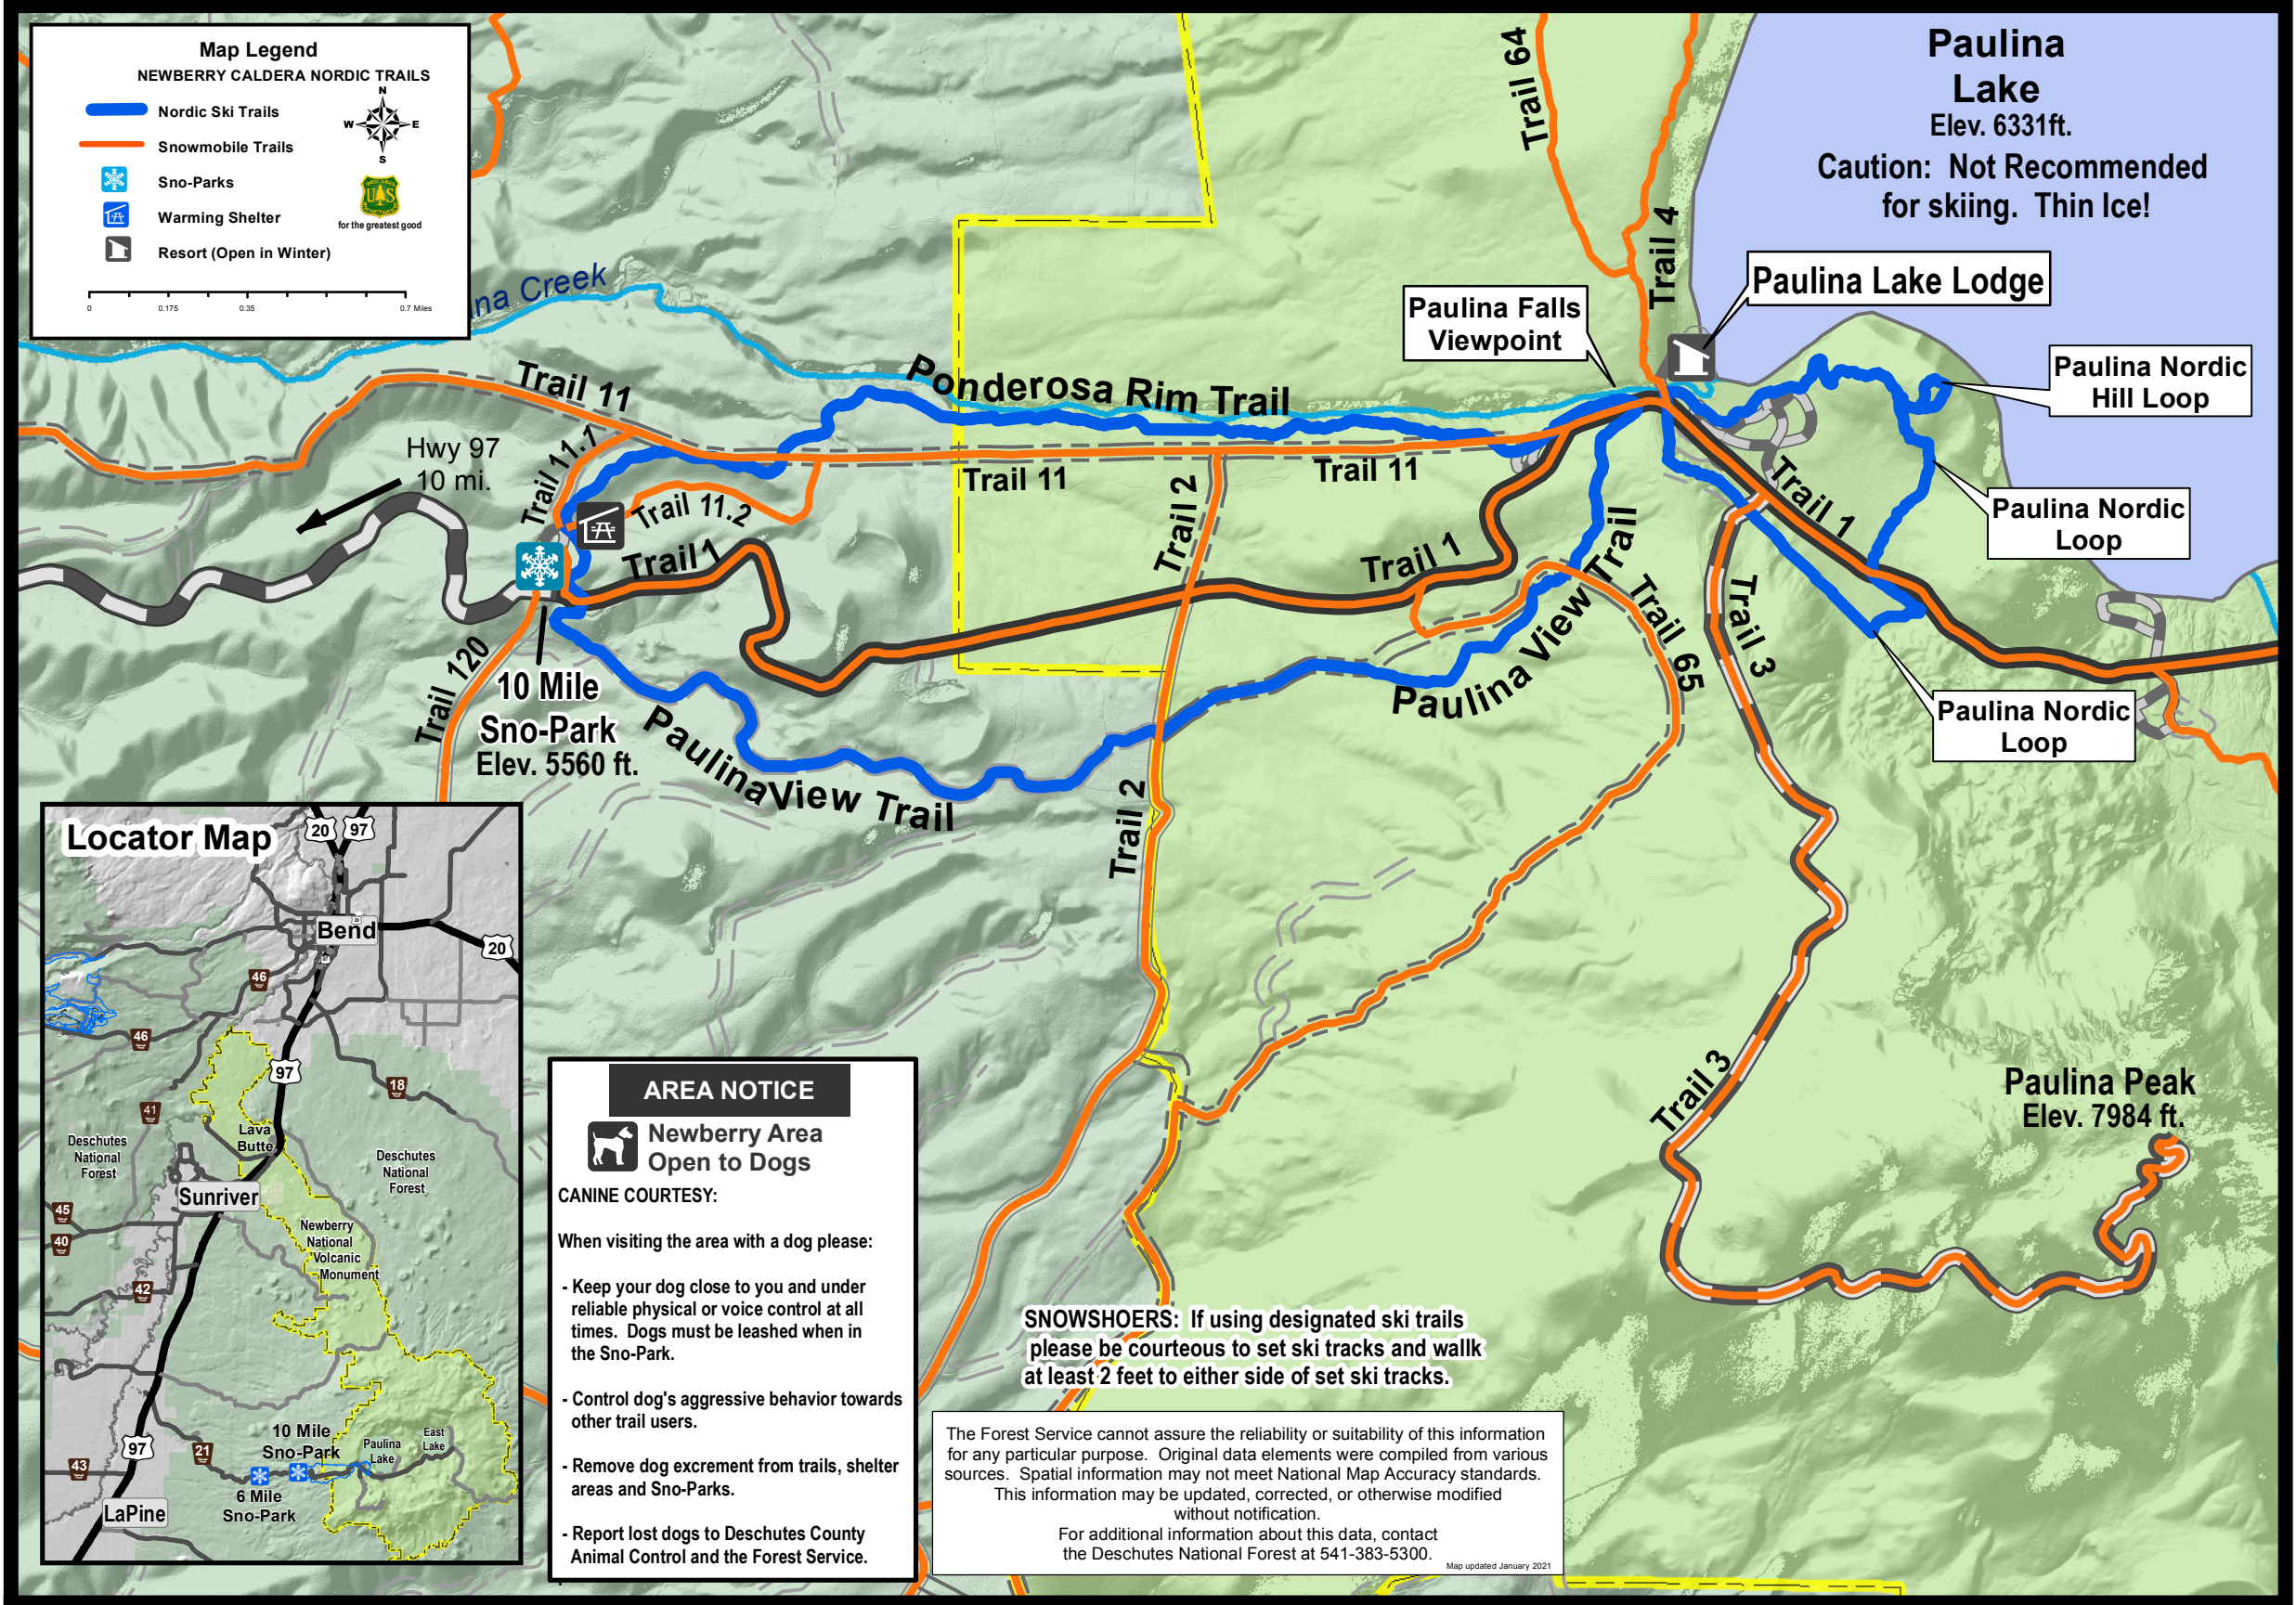 Map Legend
NEWBERRY CALDERA NORDIC TRAILS
Nordic Ski Trails
Snowmobile Trails
Sno-Parks
Warming Shelter
Resort (Open in Winter)
N
W
E
S
U S
for the greatest good
0
0.175
0.35
0.7 Miles
na Creek
Trail 64
Trail 4
Paulina
Lake
Elev. 6331ft.
Caution: Not Recommended
for skiing. Thin Ice!
Paulina Lake Lodge
Paulina Falls
Viewpoint
Paulina Nordic
Hill Loop
Paulina Nordic
Loop
Paulina Nordic
Loop
Trail 11
Ponderosa Rim Trail
Hwy 97
10 mi.
Trail 11.1
Trail 11.2
Trail 11
Trail 11
Trail 1
Trail 2
Trail 1
Trail 1
Paulina View Trail
Trail 65
Trail 3
Trail 120
10 Mile
Sno-Park
Elev. 5560 ft.
PaulinaView Trail
Trail 2
Trail 3
Paulina Peak
Elev. 7984 ft.
Locator Map
20
97
Bend
20
46
46
97
18
41
Deschutes
National
Forest
Lava
Butte
Deschutes
National
Forest
Sunriver
45
40
Newberry
National
Volcanic
Monument
42
10 Mile
Sno-Park
Paulina
Lake
East
Lake
97
21
43
6 Mile
Sno-Park
LaPine
AREA NOTICE
Newberry Area
Open to Dogs
CANINE COURTESY:
When visiting the area with a dog please:
- Keep your dog close to you and under
reliable physical or voice control at all
times. Dogs must be leashed when in
the Sno-Park.
- Control dog's aggressive behavior towards
other trail users.
- Remove dog excrement from trails, shelter
areas and Sno-Parks.
- Report lost dogs to Deschutes County
Animal Control and the Forest Service.
SNOWSHOERS: If using designated ski trails
please be courteous to set ski tracks and wallk
at least 2 feet to either side of set ski tracks.
The Forest Service cannot assure the reliability or suitability of this information
for any particular purpose. Original data elements were compiled from various
sources. Spatial information may not meet National Map Accuracy standards.
This information may be updated, corrected, or otherwise modified
without notification.
For additional information about this data, contact
the Deschutes National Forest at 541-383-5300.
Map updated January 2021